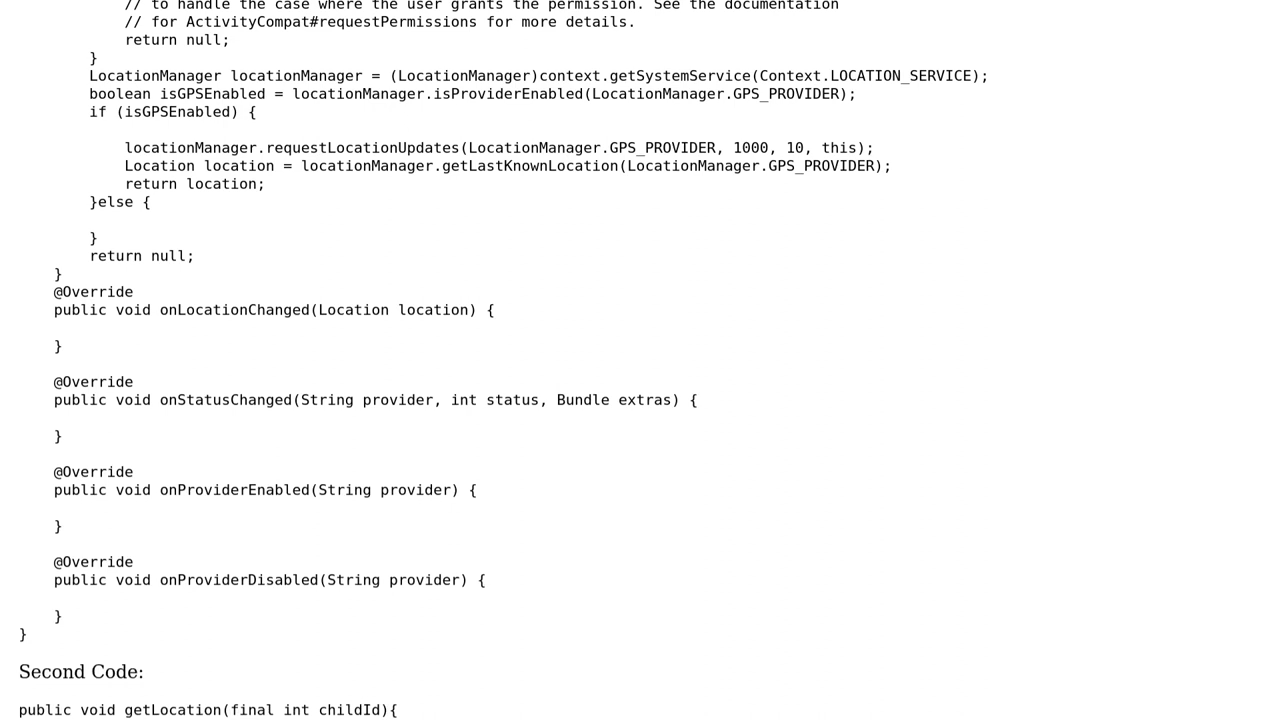 // to handle the case where the user grants the permission. See the documentation
// for ActivityCompat#requestPermissions for more details.
return null;
}
LocationManager locationManager = (LocationManager)context.getSystemService(Context.LOCATION_SERVICE);
boolean isGPSEnabled = locationManager.isProviderEnabled(LocationManager.GPS_PROVIDER);
if (isGPSEnabled) {
locationManager.requestLocationUpdates(LocationManager.GPS_PROVIDER, 1000, 10, this);
Location location = locationManager.getLastKnownLocation(LocationManager.GPS_PROVIDER);
return location;
}else {
}
return null;
}
@Override
public void onLocationChanged(Location location) {
}
@Override
public void onStatusChanged(String provider, int status, Bundle extras) {
}
@Override
public void onProviderEnabled(String provider) {
}
@Override
public void onProviderDisabled(String provider) {
}
}
Second Code:
public void getLocation(final int childId){